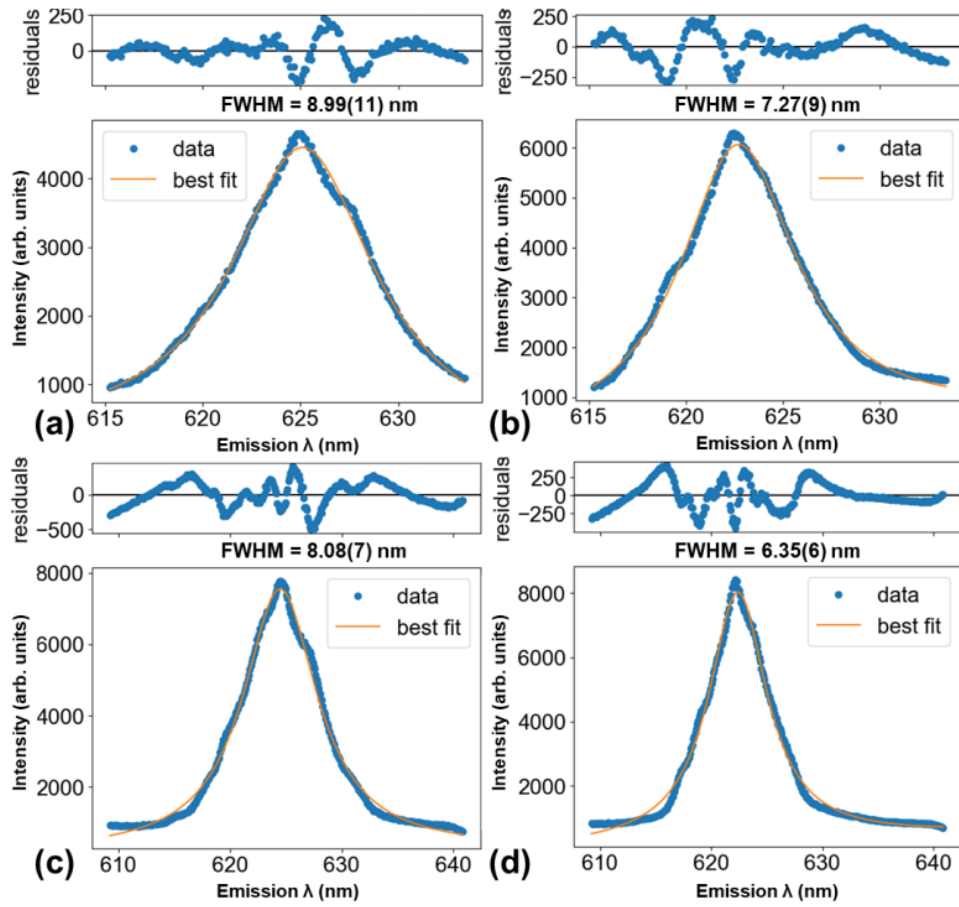 residuals
250
0
FWHM = 8.99(11) nm
Intensity (arb. units)
4000
3000
2000
1000
data
best fit
615
620
625
630
(a)
Emission λ (nm)
residuals
250
0
−250
FWHM = 7.27(9) nm
Intensity (arb. units)
6000
5000
4000
3000
2000
1000
data
best fit
615
620
625
630
(b)
Emission λ (nm)
residuals
0
−500
FWHM = 8.08(7) nm
Intensity (arb. units)
8000
6000
4000
2000
data
best fit
610
620
630
640
(c)
Emission λ (nm)
residuals
250
0
−250
FWHM = 6.35(6) nm
Intensity (arb. units)
8000
6000
4000
2000
data
best fit
610
620
630
640
(d)
Emission λ (nm)